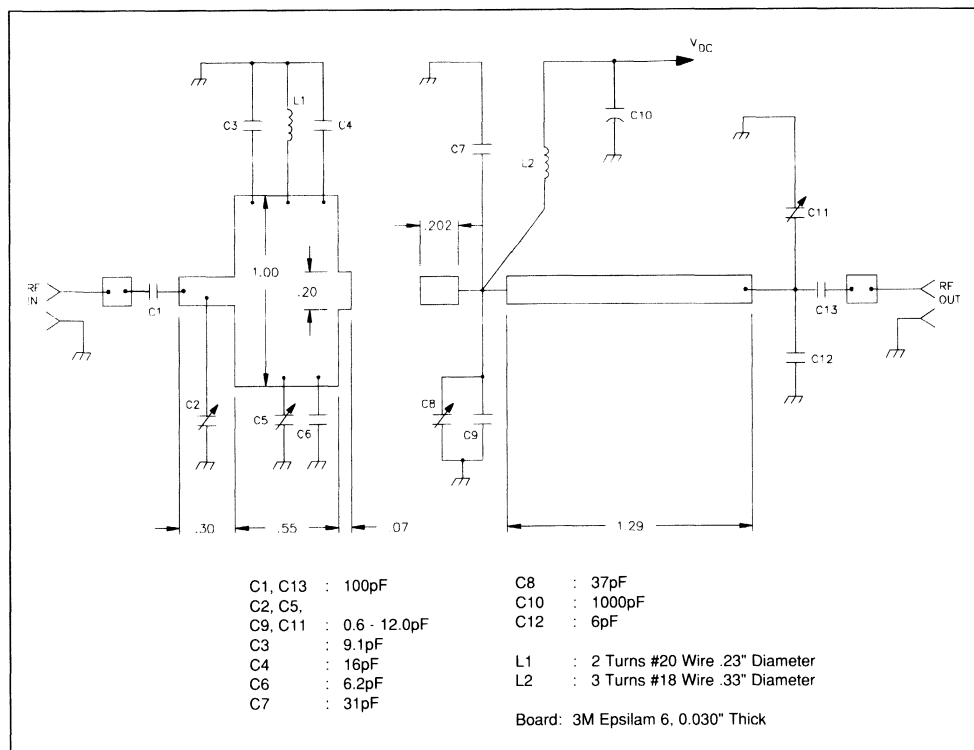 V DC
L1
C3
C4
C7
L2
C10
.202
C11
1.00
.20
RF
IN
C1
RF
OUT
C13
C12
C2
C5
C6
C8
C9
.30
.55
.07
1.29
C1, C13 : 100pF
C2, C5,
C9, C11 : 0.6 - 12.0pF
C3 : 9.1pF
C4 : 16pF
C6 : 6.2pF
C7 : 31pF
C8 : 37pF
C10 : 1000pF
C12 : 6pF
L1 : 2 Turns #20 Wire .23" Diameter
L2 : 3 Turns #18 Wire .33" Diameter
Board: 3M Epsilam 6, 0.030" Thick